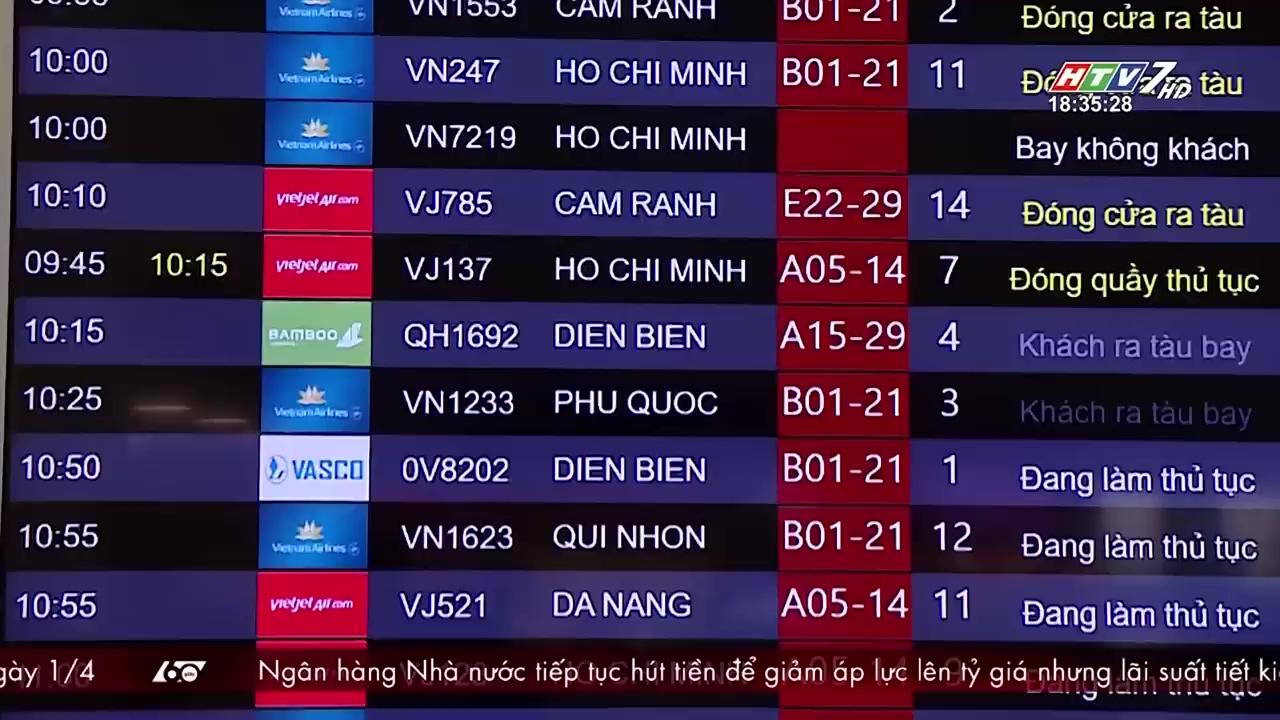 VN1553 CAM RANH B01-21 2 Đóng cửa ra tàu
10:00 Vietnam Airlines VN247 HO CHI MINH B01-21 11 ra tàu
HTV7 HD
18:35:28
10:00 Vietnam Airlines VN7219 HO CHI MINH Bay không khách
10:10 vietjetAir.com VJ785 CAM RANH E22-29 14 Đóng cửa ra tàu
09:45 10:15 vietjetAir.com VJ137 HO CHI MINH A05-14 7 Đóng quầy thủ tục
10:15 BAMBOO QH1692 DIEN BIEN A15-29 4 Khách ra tàu bay
10:25 Vietnam Airlines VN1233 PHU QUOC B01-21 3 Khách ra tàu bay
10:50 VASCO 0V8202 DIEN BIEN B01-21 1 Đang làm thủ tục
10:55 Vietnam Airlines VN1623 QUI NHON B01-21 12 Đang làm thủ tục
10:55 vietjetAir.com VJ521 DA NANG A05-14 11 Đang làm thủ tục
1/4 60 giây Ngân hàng Nhà nước tiếp tục hút tiền để giảm áp lực lên tỷ giá nhưng lãi suất tiết